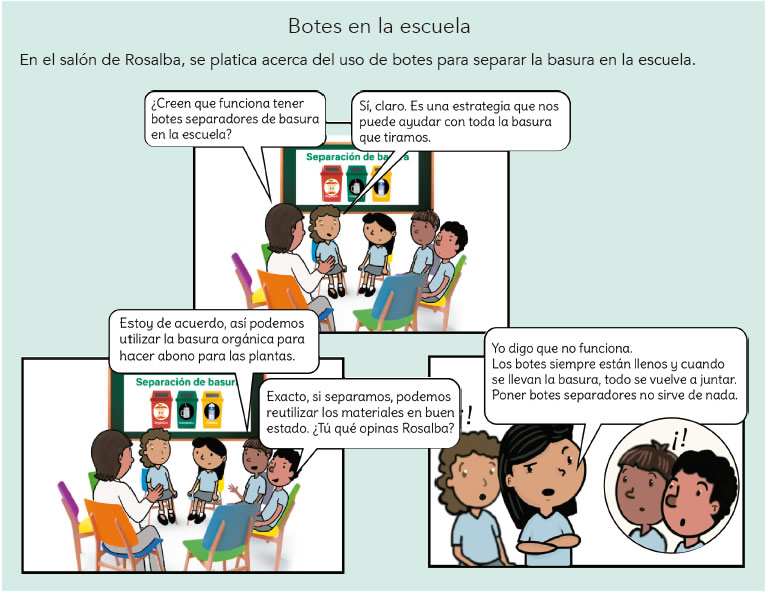 Botes en la escuela
En el salón de Rosalba, se platica acerca del uso de botes para separar la basura en la escuela.
¿Creen que funciona tener
botes separadores de basura
en la escuela?
Sí, claro. Es una estrategia que nos
puede ayudar con toda la basura
que tiramos.
Separación de ba
a
Estoy de acuerdo, así podemos
utilizar la basura orgánica para
hacer abono para las plantas.
Separación de basur
Exacto, si separamos, podemos
reutilizar los materiales en buen
estado. ¿Tú qué opinas Rosalba?
Yo digo que no funciona.
Los botes siempre están llenos y cuando
se llevan la basura, todo se vuelve a juntar.
Poner botes separadores no sirve de nada.
!
¡!